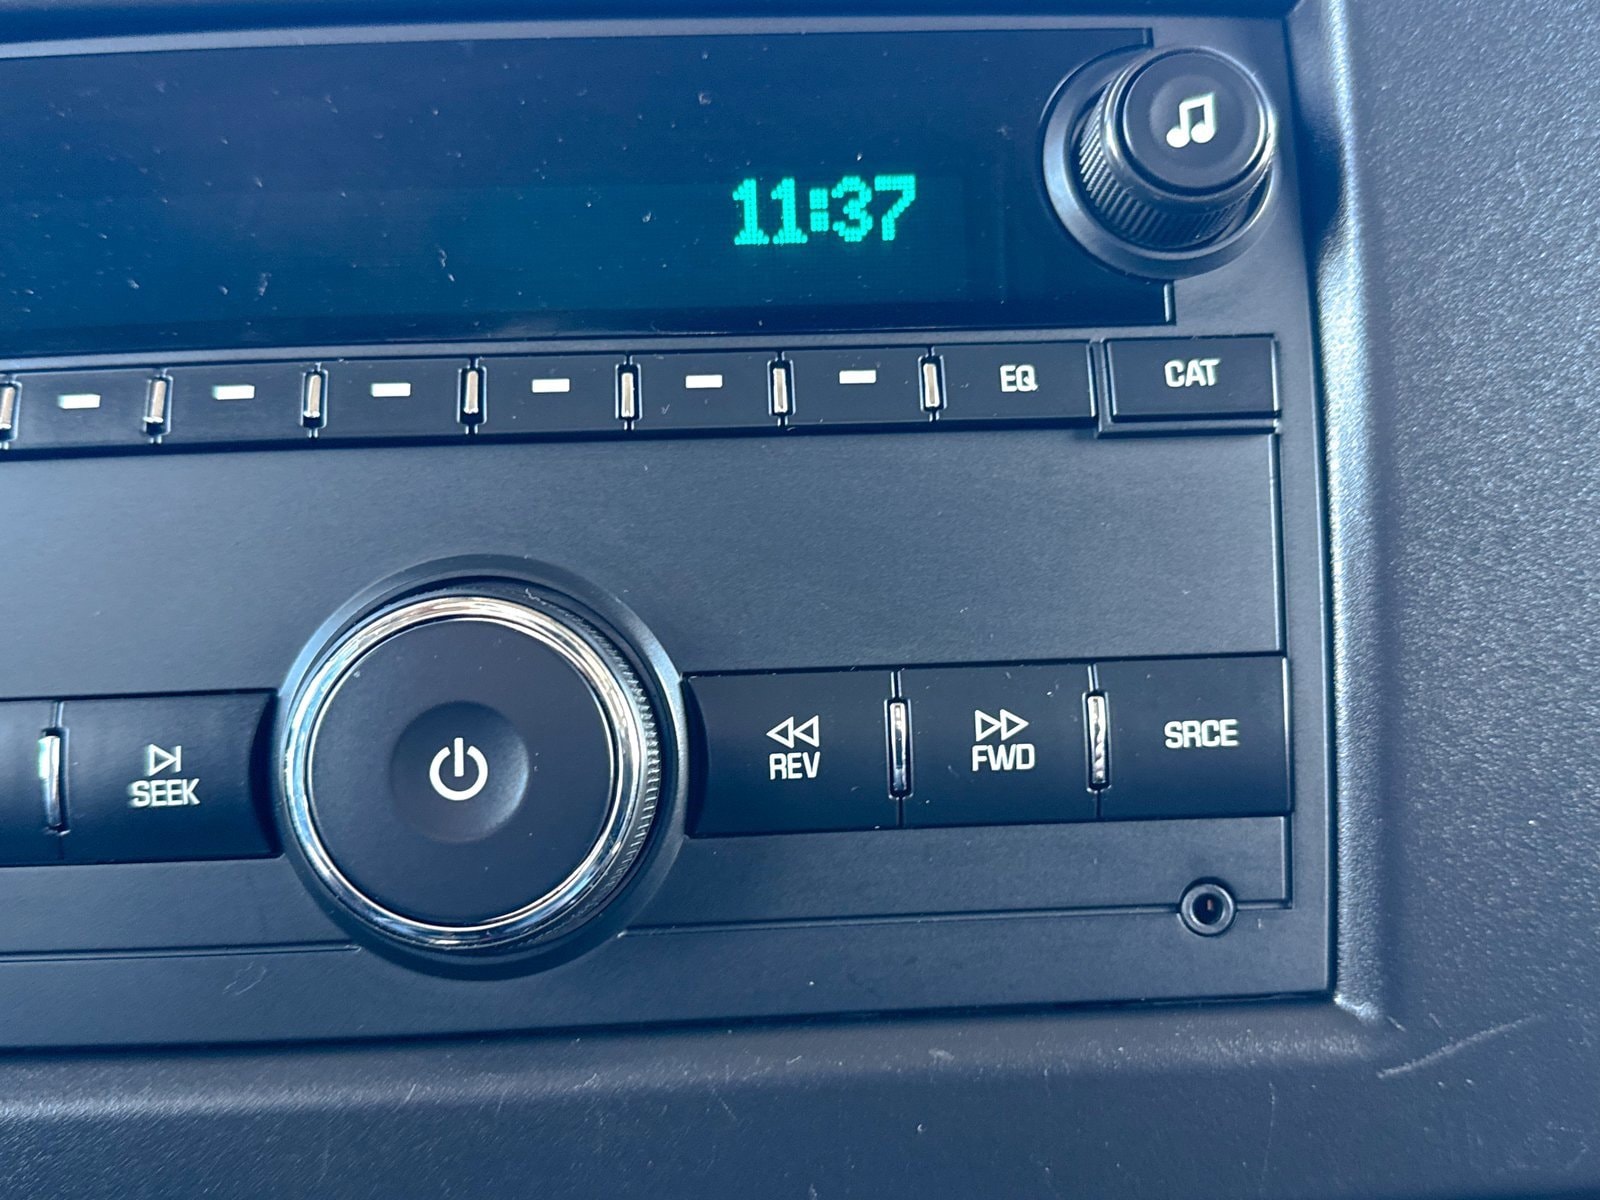 11:37
EQ
CAT
SEEK
REV
FWD
SRCE